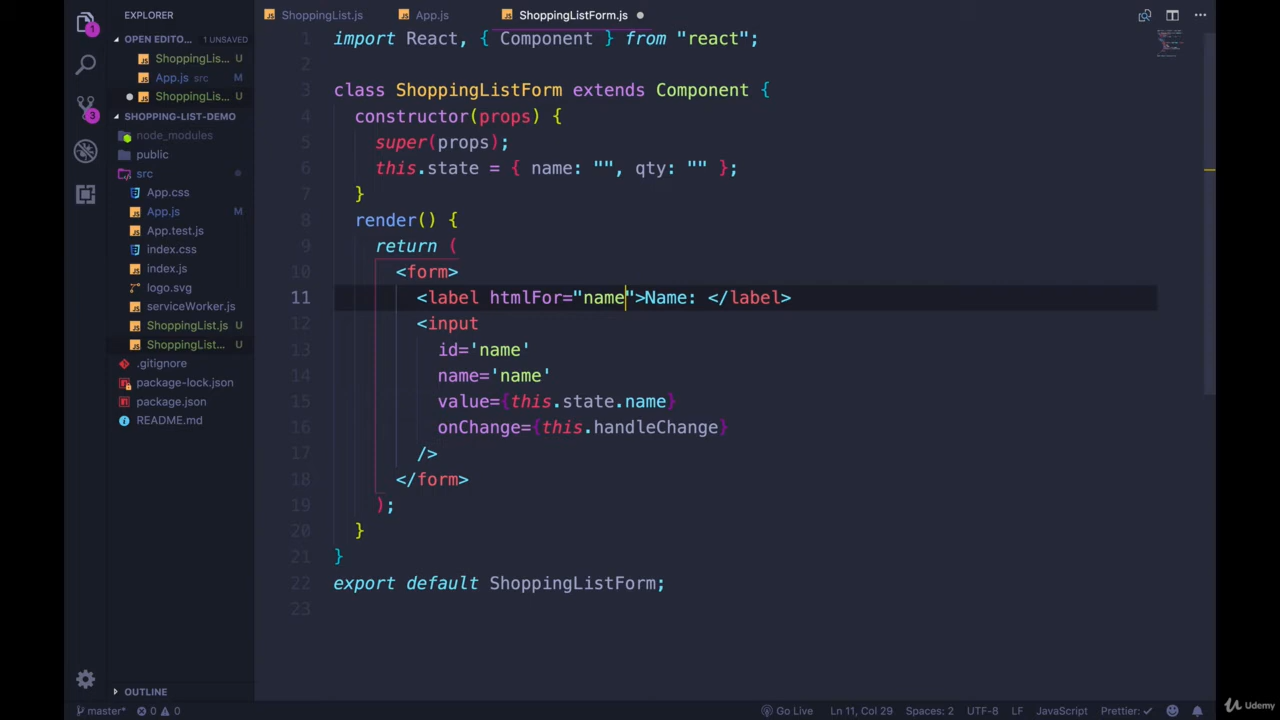 EXPLORER
ShoppingList.js
App.js
ShoppingListForm.js
OPEN EDITO... 1 UNSAVED
ShoppingLis... U
App.js src M
ShoppingLis... U
SHOPPING-LIST-DEMO
node_modules
public
src
App.css
App.js M
App.test.js
index.css
index.js
logo.svg
serviceWorker.js
ShoppingList.js U
ShoppingList... U
.gitignore
package-lock.json
package.json
README.md
OUTLINE
1 import React, { Component } from "react";
2
3 class ShoppingListForm extends Component {
4 constructor(props) {
5 super(props);
6 this.state = { name: "", qty: "" };
7 }
8 render() {
9 return (
10 <form>
11 <label htmlFor="name">Name: </label>
12 <input
13 id='name'
14 name='name'
15 value={this.state.name}
16 onChange={this.handleChange}
17 />
18 </form>
19 );
20 }
21 }
22 export default ShoppingListForm;
23
1
3
master* 0 0
Go Live Ln 11, Col 29 Spaces: 2 UTF-8 LF JavaScript Prettier: ✓
Udemy